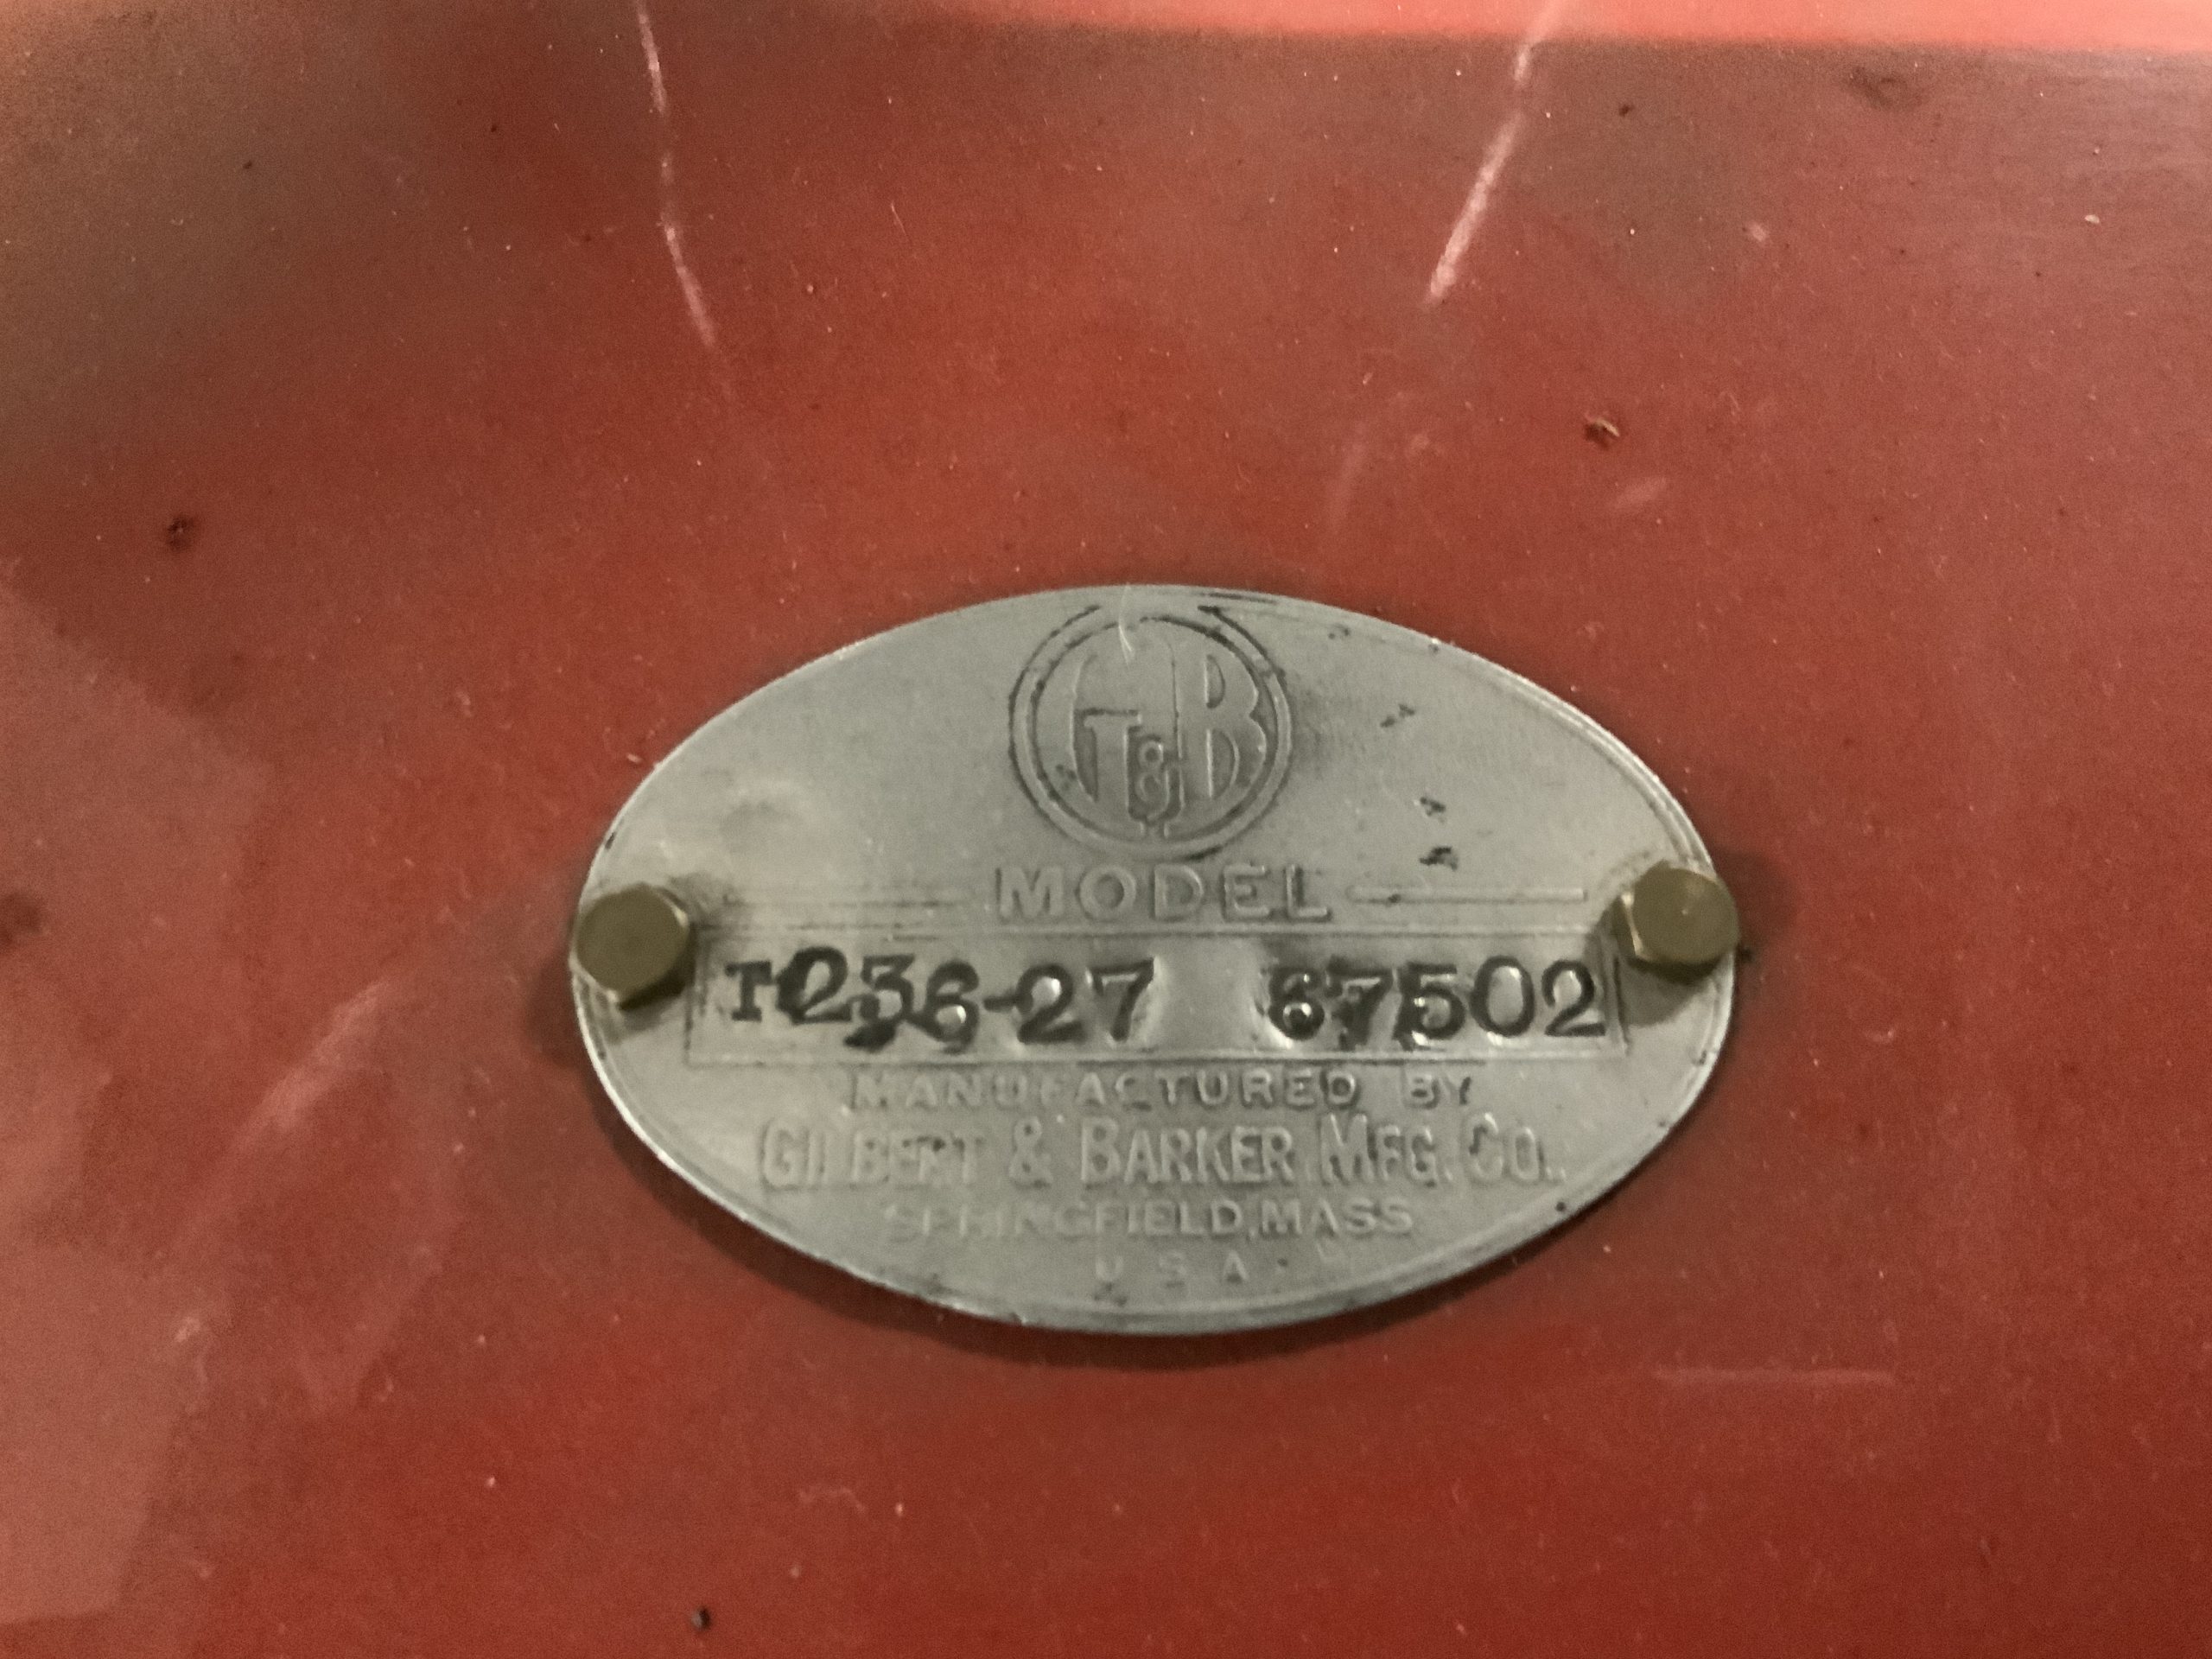 G&B
MODEL
T236-27 67502
MANUFACTURED BY
GILBERT & BARKER MFG. CO.
SPRINGFIELD, MASS
U S A